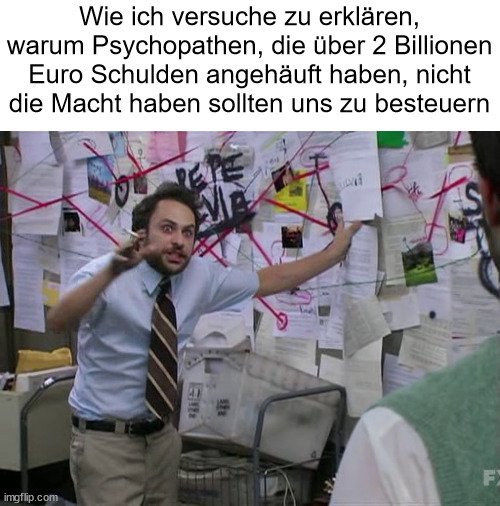 Wie ich versuche zu erklären,
warum Psychopathen, die über 2 Billionen
Euro Schulden angehäuft haben, nicht
die Macht haben sollten uns zu besteuern
PEPE
SILVIA
FX
imgflip.com